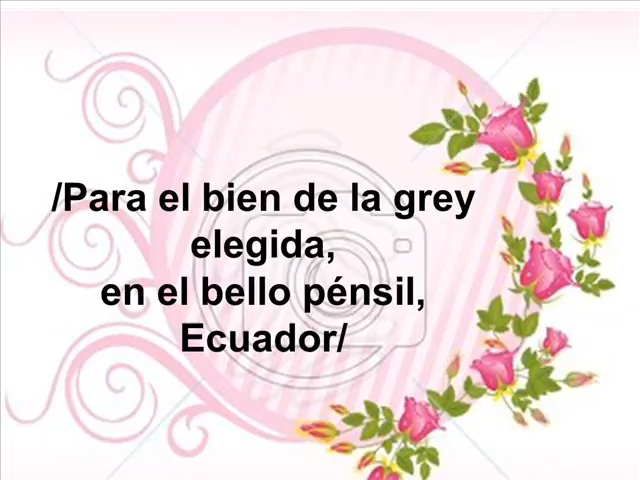 /Para el bien de la grey
elegida,
en el bello pénsil,
Ecuador/